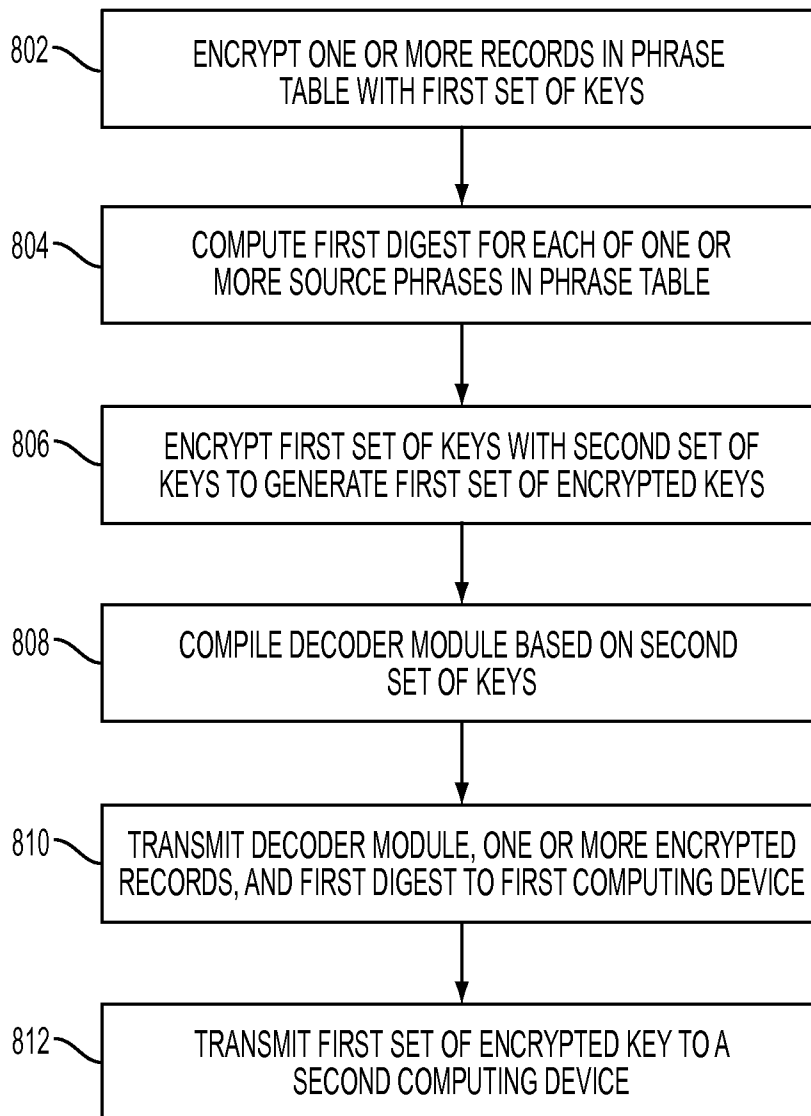 802
ENCRYPT ONE OR MORE RECORDS IN PHRASE
TABLE WITH FIRST SET OF KEYS
804
COMPUTE FIRST DIGEST FOR EACH OF ONE OR
MORE SOURCE PHRASES IN PHRASE TABLE
806
ENCRYPT FIRST SET OF KEYS WITH SECOND SET OF
KEYS TO GENERATE FIRST SET OF ENCRYPTED KEYS
808
COMPILE DECODER MODULE BASED ON SECOND
SET OF KEYS
810
TRANSMIT DECODER MODULE, ONE OR MORE ENCRYPTED
RECORDS, AND FIRST DIGEST TO FIRST COMPUTING DEVICE
812
TRANSMIT FIRST SET OF ENCRYPTED KEY TO A
SECOND COMPUTING DEVICE